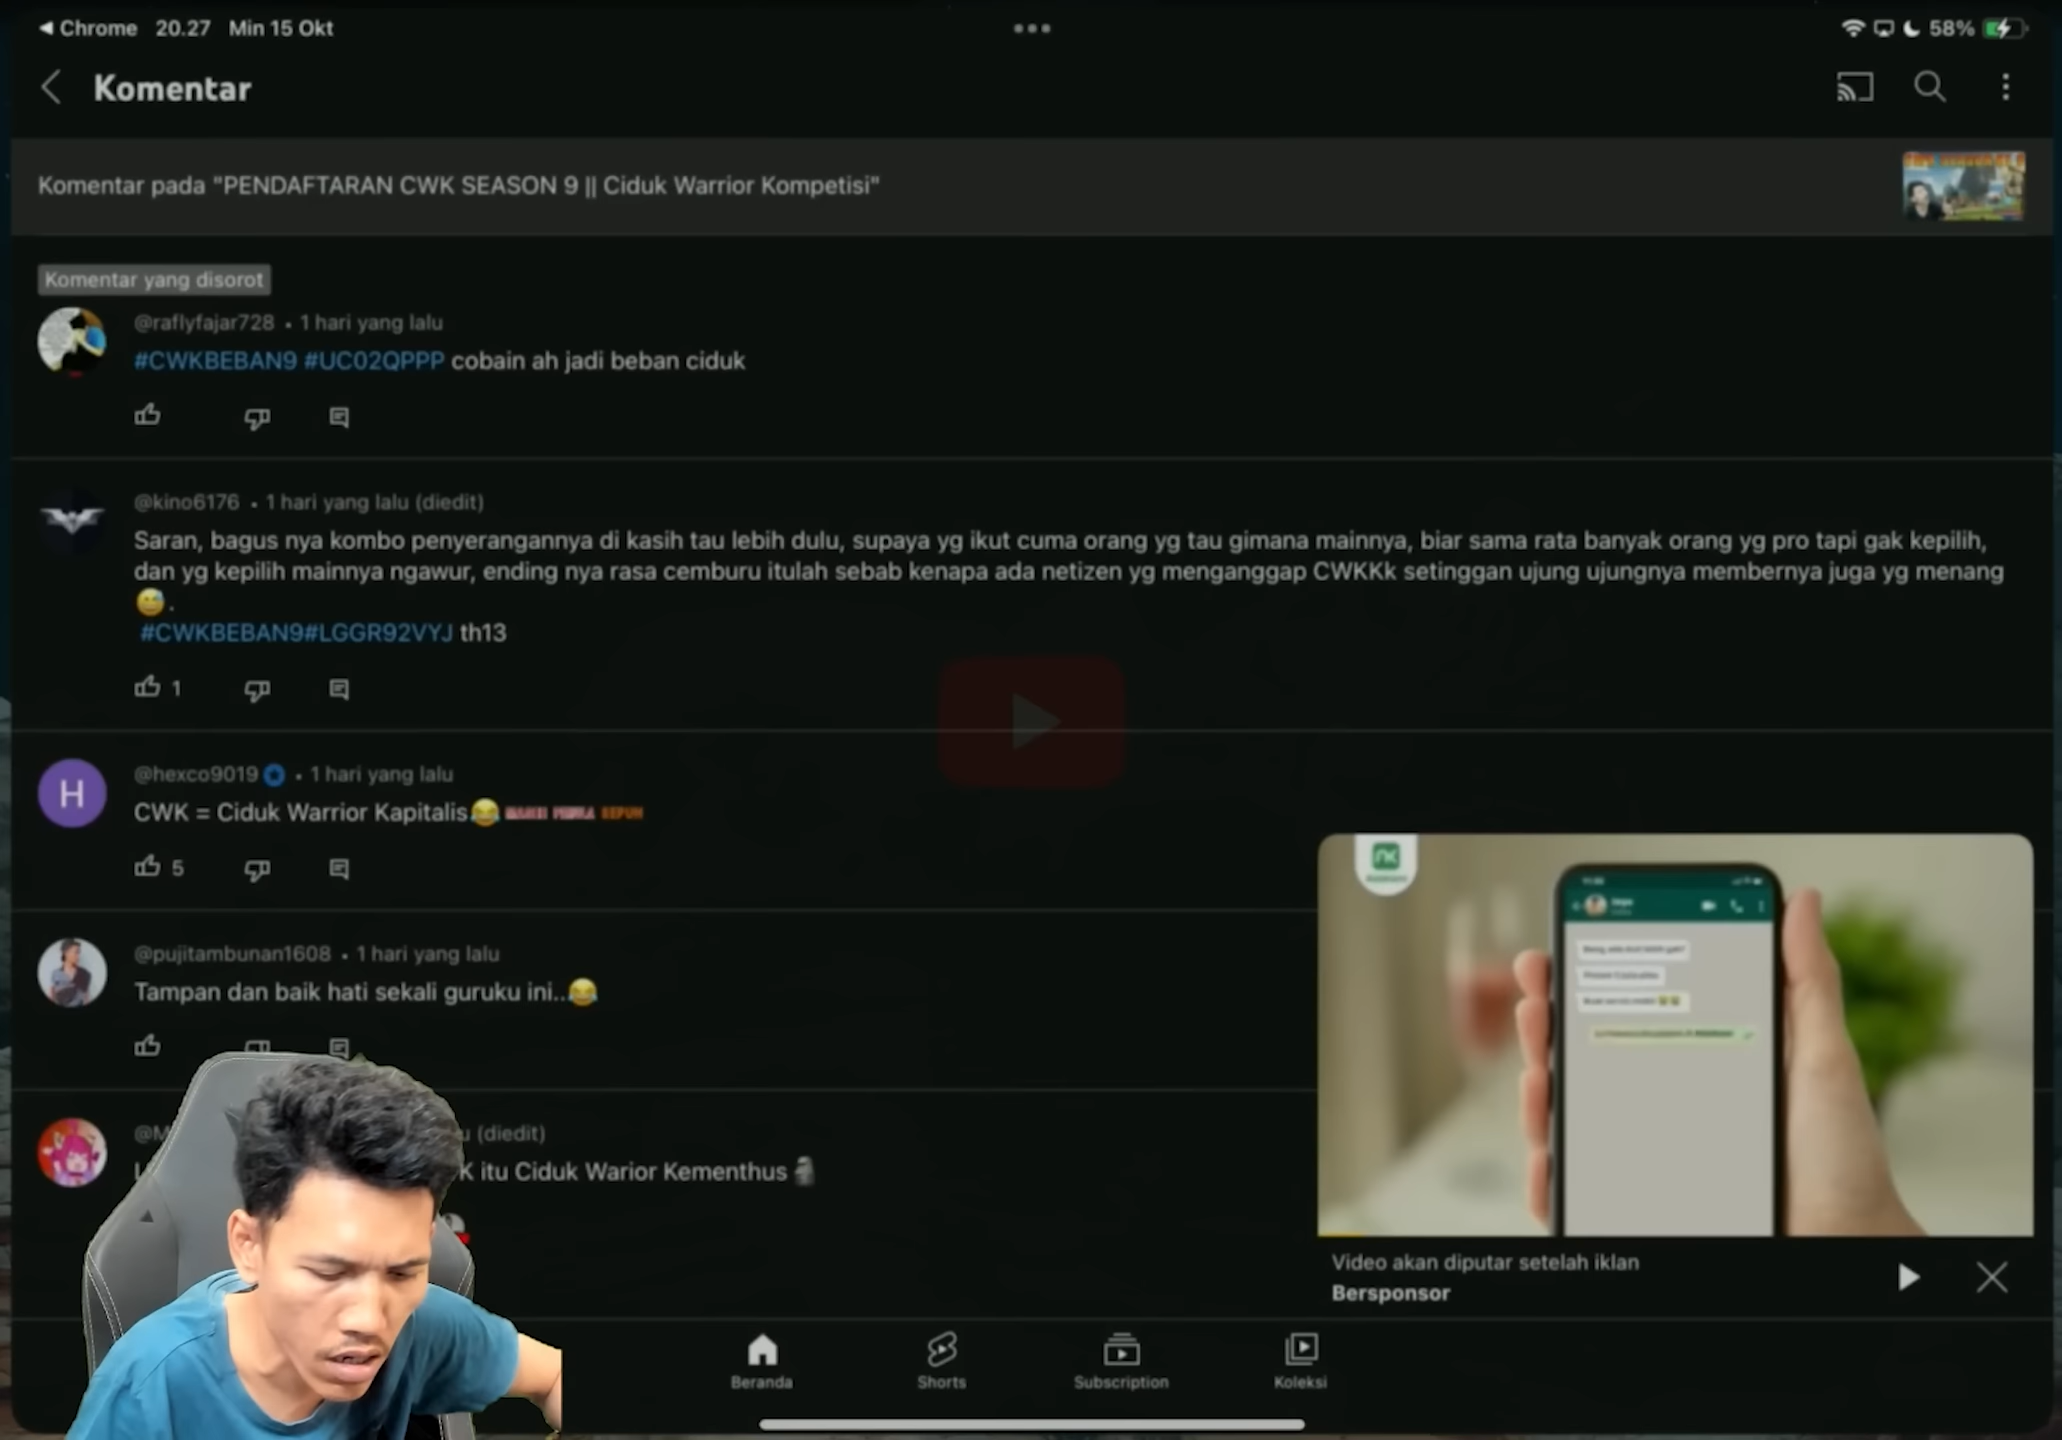 Chrome 20.27 Min 15 Okt
58%
Komentar
Komentar pada "PENDAFTARAN CWK SEASON 9 || Ciduk Warrior Kompetisi"
Komentar yang disorot
@raflyfajar728 • 1 hari yang lalu
#CWKBEBAN9 #UC02QPPP cobain ah jadi beban ciduk
@kino6176 • 1 hari yang lalu (diedit)
Saran, bagus nya kombo penyerangannya di kasih tau lebih dulu, supaya yg ikut cuma orang yg tau gimana mainnya, biar sama rata banyak orang yg pro tapi gak kepilih,
dan yg kepilih mainnya ngawur, ending nya rasa cemburu itulah sebab kenapa ada netizen yg menganggap CWKKk setinggan ujung ujungnya membernya juga yg menang
😅.
#CWKBEBAN9#LGGR92VYJ th13
1
H
@hexco9019 • 1 hari yang lalu
CWK = Ciduk Warrior Kapitalis😂
5
@pujitambunan1608 • 1 hari yang lalu
Tampan dan baik hati sekali guruku ini..😂
(diedit)
K itu Ciduk Warior Kementhus 🗿
Video akan diputar setelah iklan
Bersponsor
Beranda Shorts Subscription Koleksi